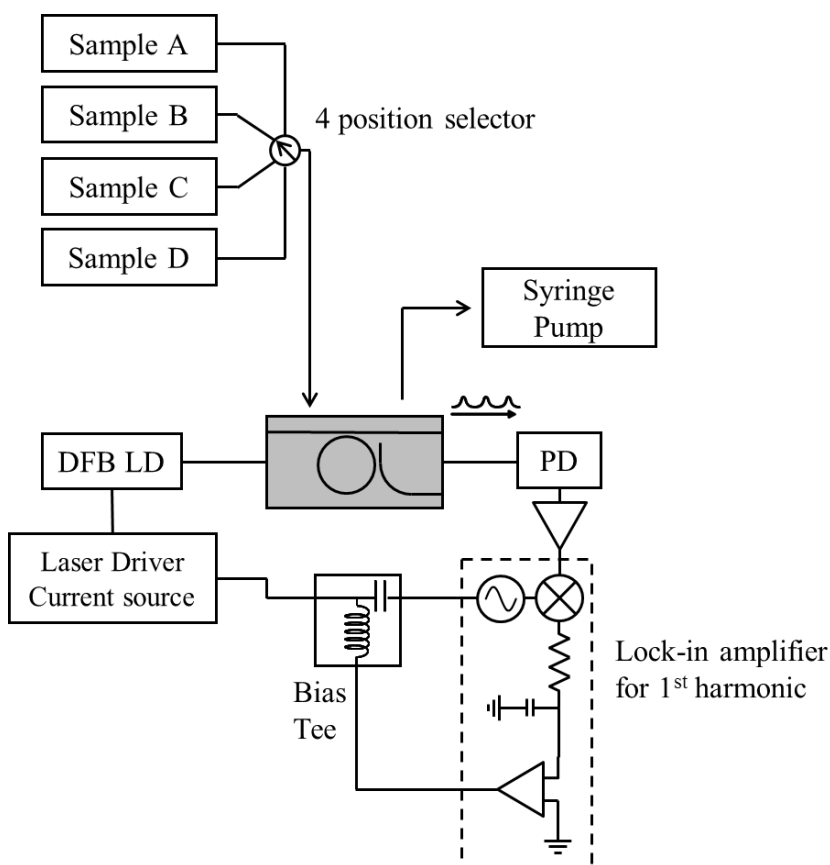 Sample A
Sample B
4 position selector
Sample C
Sample D
Syringe
Pump
DFB LD
PD
Laser Driver
Current source
Lock-in amplifier
for 1st harmonic
Bias
Tee